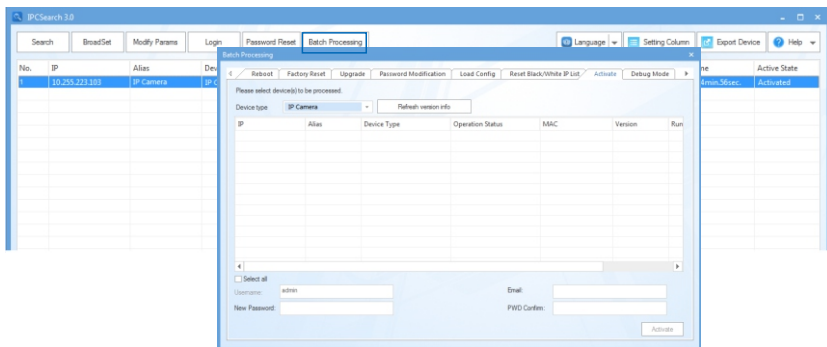 IPCSearch 3.0
Search BroadSet Modify Params Login Password Reset Batch Processing Language Setting Column Export Device Help
Batch Processing
No. IP Alias Active State
1 10.255.223.103 IP Camera 4min.56sec. Activated
Reboot Factory Reset Upgrade Password Modification Load Config Reset Black/White IP List Activate Debug Mode
Please select device(s) to be processed.
Device type IP Camera Refresh version info
IP Alias Device Type Operation Status MAC Version Run
Select all
Username: admin Email:
New Password: PWD Confirm:
Activate